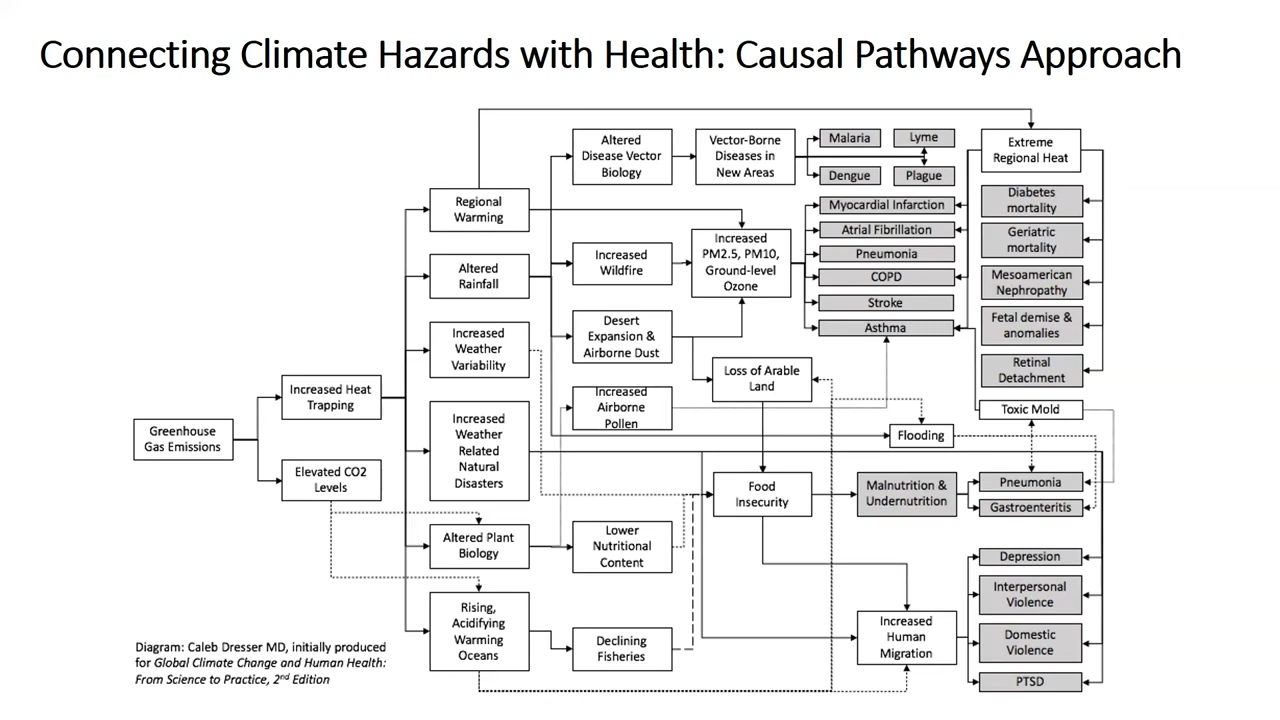 Connecting Climate Hazards with Health: Causal Pathways Approach
Greenhouse
Gas Emissions
Increased Heat
Trapping
Elevated CO2
Levels
Regional
Warming
Altered
Rainfall
Increased
Weather
Variability
Increased
Weather
Related
Natural
Disasters
Altered Plant
Biology
Rising,
Acidifying
Warming
Oceans
Altered
Disease Vector
Biology
Increased
Wildfire
Desert
Expansion &
Airborne Dust
Increased
Airborne
Pollen
Lower
Nutritional
Content
Declining
Fisheries
Vector-Borne
Diseases in
New Areas
Increased
PM2.5, PM10,
Ground-level
Ozone
Loss of Arable
Land
Food
Insecurity
Malaria
Lyme
Dengue
Plague
Myocardial Infarction
Atrial Fibrillation
Pneumonia
COPD
Stroke
Asthma
Flooding
Malnutrition &
Undernutrition
Increased
Human
Migration
Extreme
Regional Heat
Diabetes
mortality
Geriatric
mortality
Mesoamerican
Nephropathy
Fetal demise &
anomalies
Retinal
Detachment
Toxic Mold
Pneumonia
Gastroenteritis
Depression
Interpersonal
Violence
Domestic
Violence
PTSD
Diagram: Caleb Dresser MD, initially produced
for Global Climate Change and Human Health:
From Science to Practice, 2nd Edition